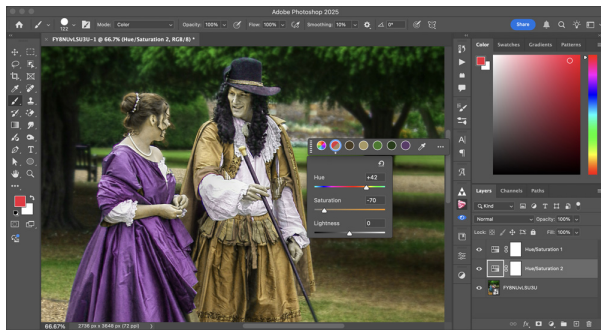 Adobe Photoshop 2025
122
Mode: Color
Opacity: 100%
Flow: 100%
Smoothing: 10%
0°
Share
FYBNUvLSU3U~1 @ 66.7% (Hue/Saturation 2, RGB/8) *
Color Swatches Gradients Patterns
Hue +42
Saturation -70
Lightness 0
Layers Channels Paths
Kind
Normal
Opacity: 100%
Lock:
Fill: 100%
Hue/Saturation 1
Hue/Saturation 2
FYBNUvLSU3U
66.67% 2736 px x 3648 px (72 ppi)